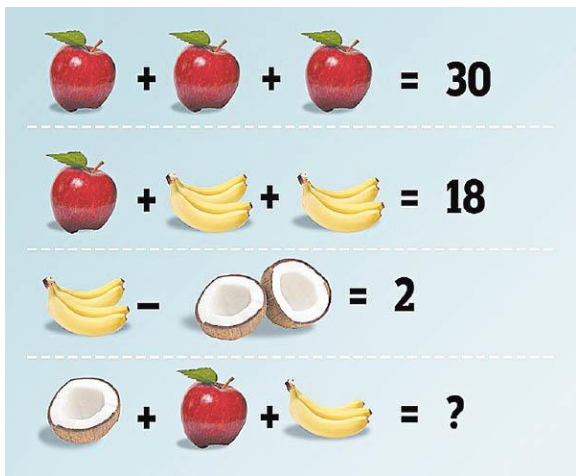 + + = 30
+ + = 18
– = 2
+ + = ?